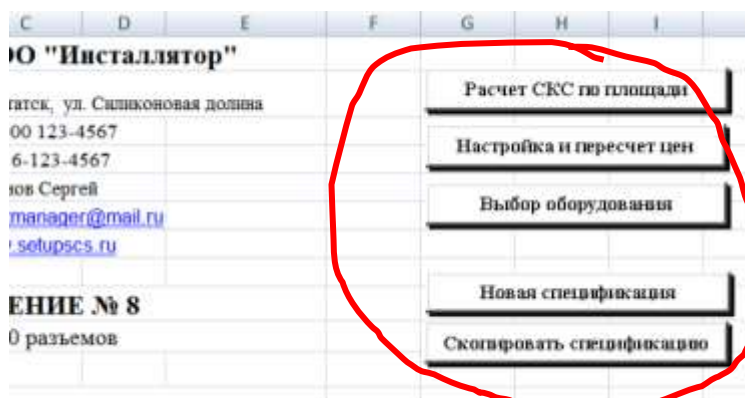 C D E F G H I
ОО "Инсталлятор"
Расчет СКС по площади
ул. Силиконовая долина
00 123-4567
Настройка и пересчет цен
6-123-4567
ов Сергей
Выбор оборудования
manager@mail.ru
setupscs.ru
Новая спецификация
ЕНИЕ № 8
0 разъемов
Скопировать спецификацию